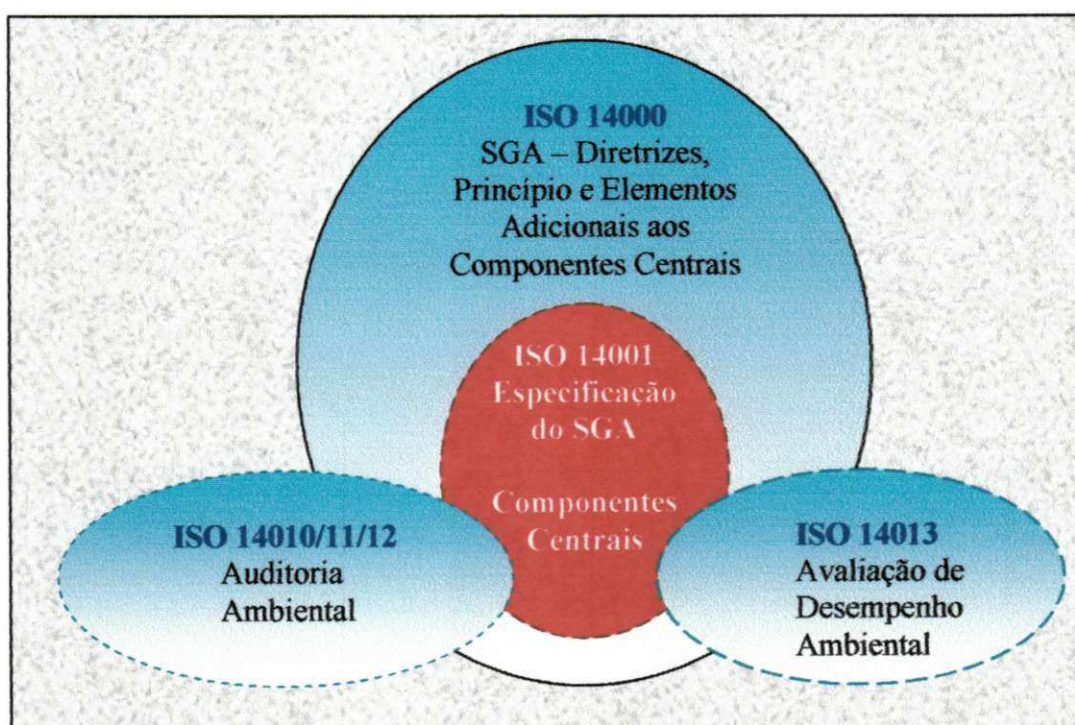 ISO 14000
SGA – Diretrizes,
Princípio e Elementos
Adicionais aos
Componentes Centrais
ISO 14001
Especificação
do SGA
Componentes
Centrais
ISO 14010/11/12
Auditoria
Ambiental
ISO 14013
Avaliação de
Desempenho
Ambiental